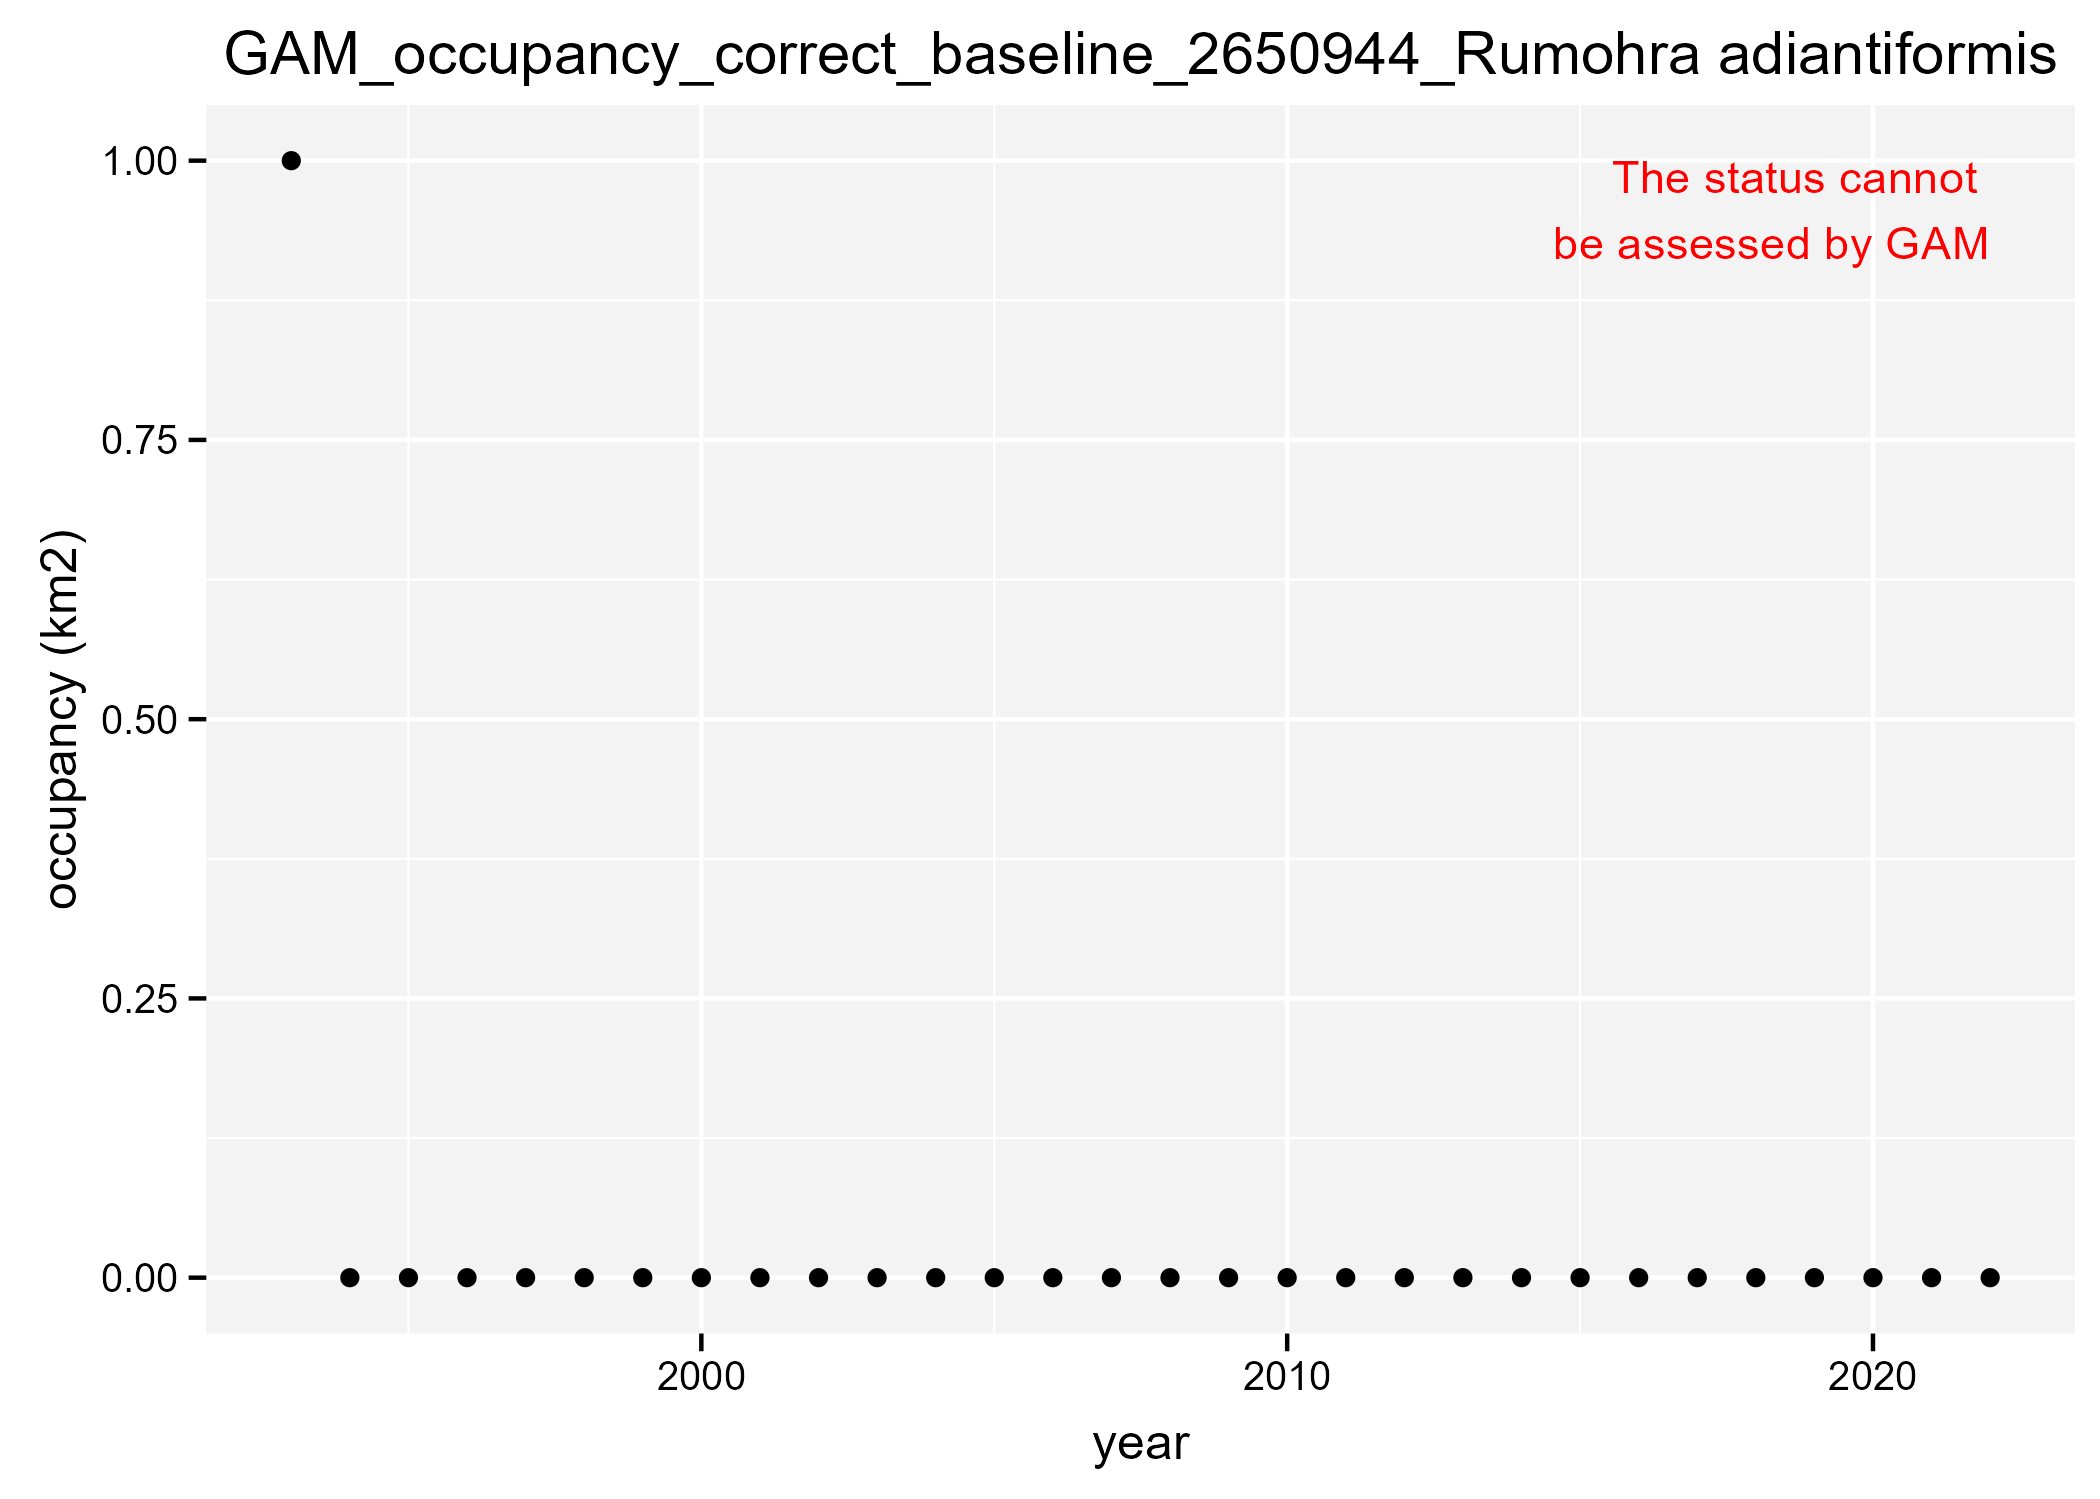 GAM_occupancy_correct_baseline_2650944_Rumohra adiantiformis
The status cannot
be assessed by GAM
1.00
0.75
0.50
0.25
0.00
occupancy (km2)
2000
2010
2020
year